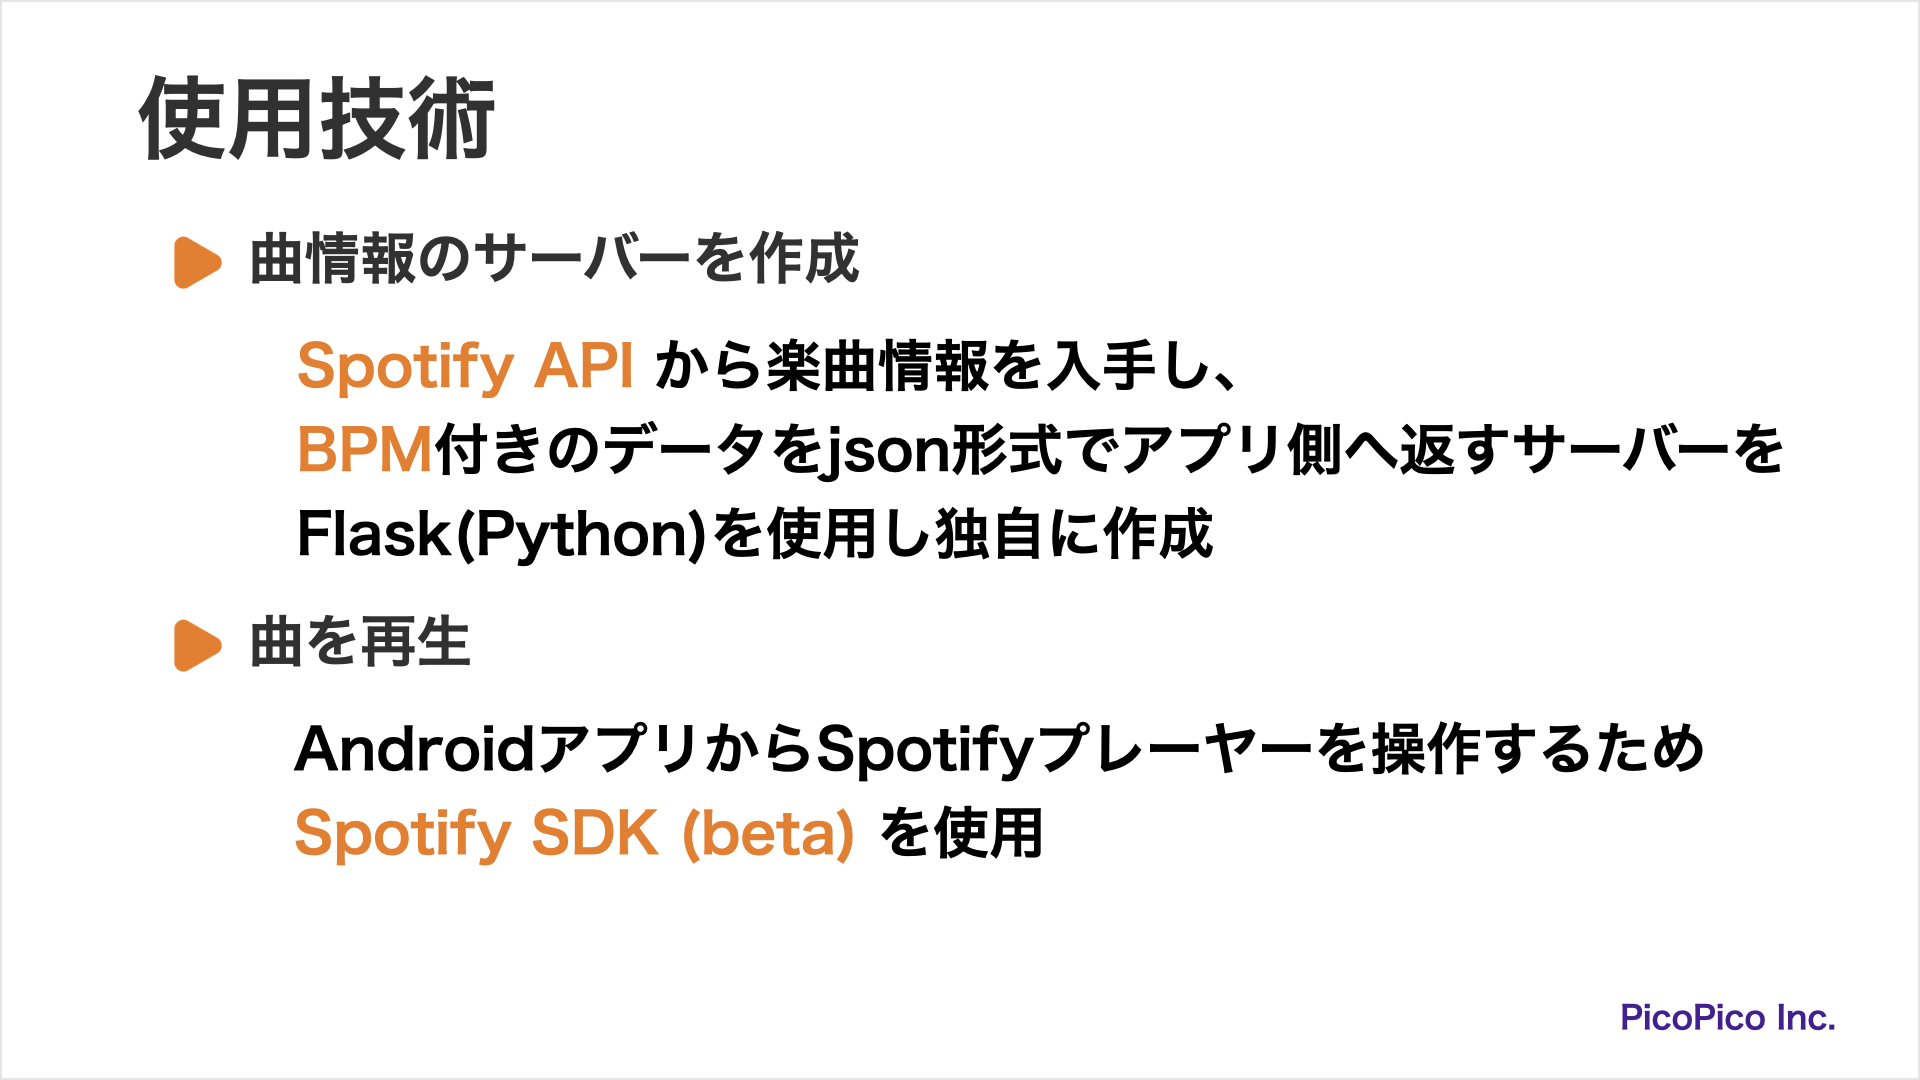 使用技術
曲情報のサーバーを作成
Spotify API から楽曲情報を入手し、
BPM付きのデータをjson形式でアプリ側へ返すサーバーを
Flask(Python)を使用し独自に作成
曲を再生
AndroidアプリからSpotifyプレーヤーを操作するため
Spotify SDK (beta) を使用
PicoPico Inc.